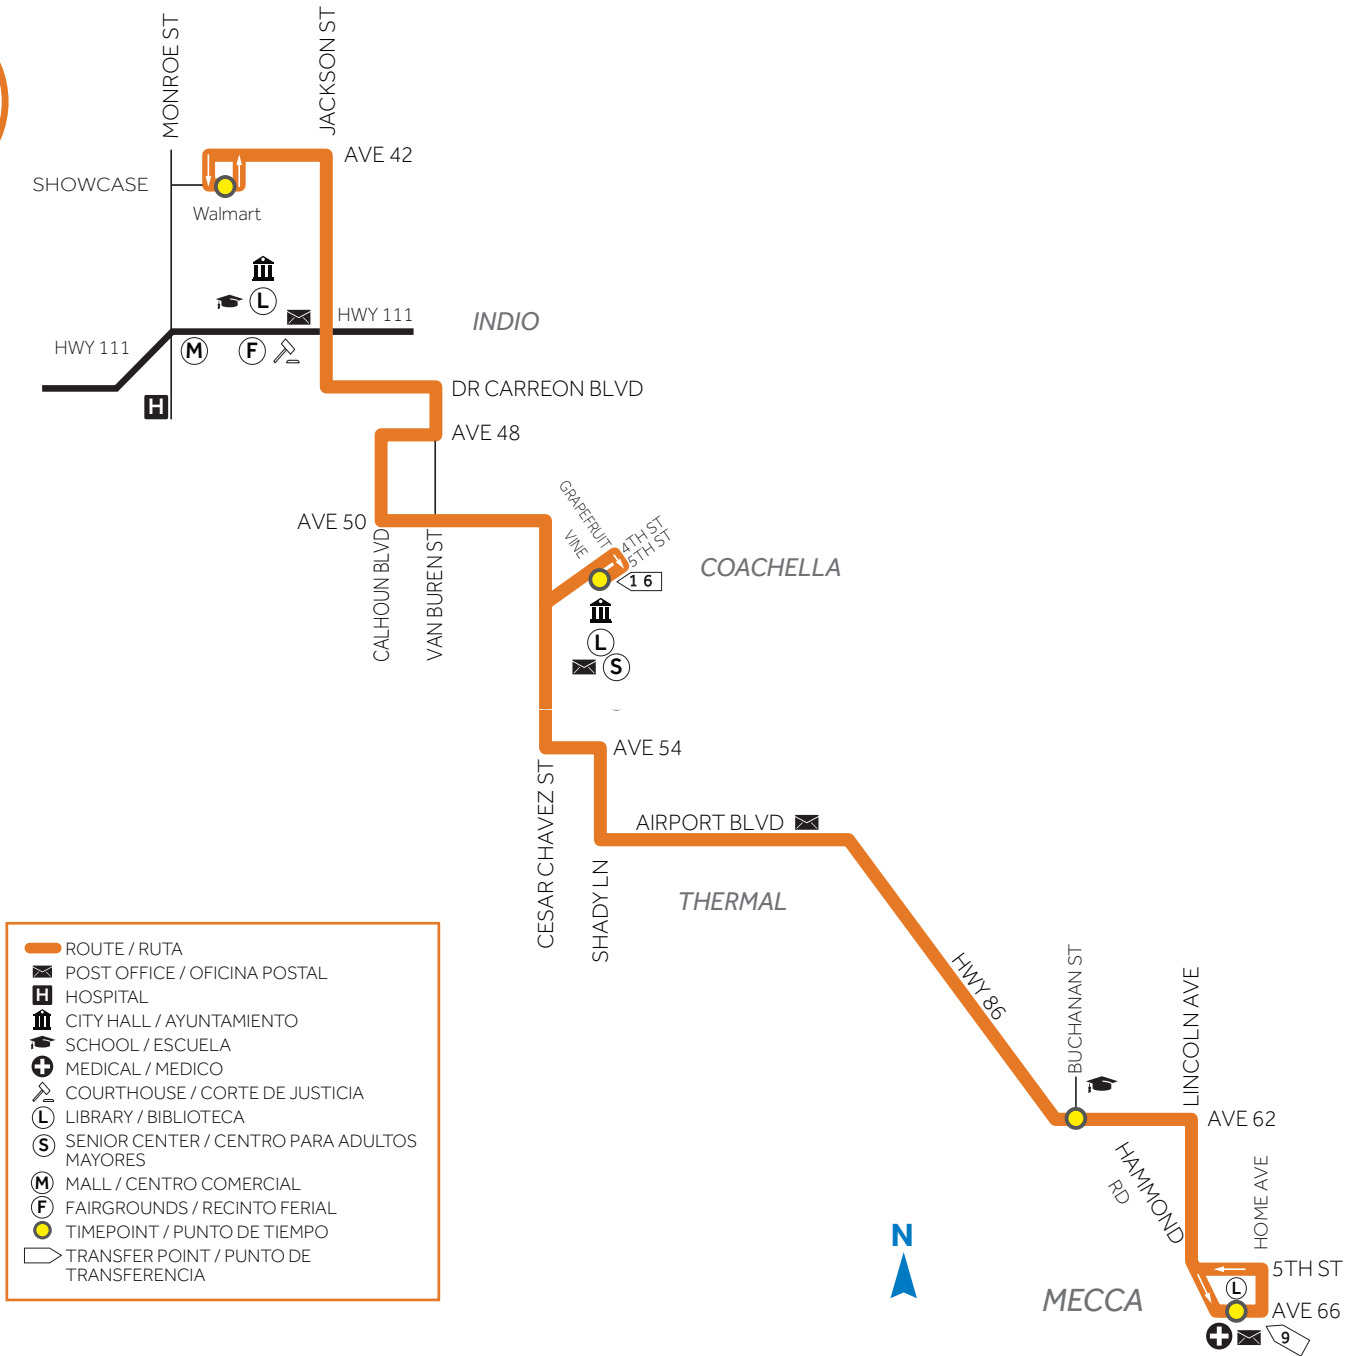 MONROE ST
JACKSON ST
AVE 42
SHOWCASE
Walmart
L
HWY 111
INDIO
HWY 111
M
F
H
DR CARREON BLVD
AVE 48
AVE 50
CALHOUN BLVD
VAN BUREN ST
GRAPEFRUIT
VINE
4TH ST
5TH ST
COACHELLA
1 6
L
S
AVE 54
CESAR CHAVEZ ST
SHADY LN
AIRPORT BLVD
THERMAL
HWY 86
BUCHANAN ST
LINCOLN AVE
AVE 62
HAMMOND
RD
HOME AVE
5TH ST
L
AVE 66
MECCA
9
N
ROUTE / RUTA
POST OFFICE / OFICINA POSTAL
H HOSPITAL
CITY HALL / AYUNTAMIENTO
SCHOOL / ESCUELA
MEDICAL / MEDICO
COURTHOUSE / CORTE DE JUSTICIA
L LIBRARY / BIBLIOTECA
S SENIOR CENTER / CENTRO PARA ADULTOS
MAYORES
M MALL / CENTRO COMERCIAL
F FAIRGROUNDS / RECINTO FERIAL
TIMEPOINT / PUNTO DE TIEMPO
TRANSFER POINT / PUNTO DE
TRANSFERENCIA